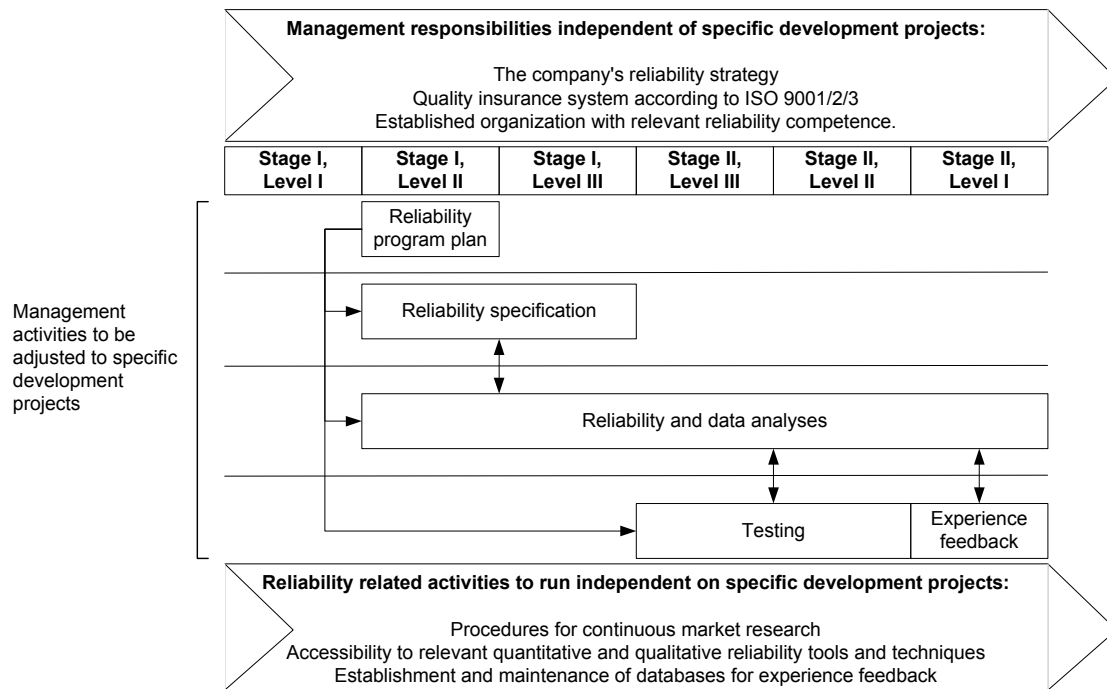 Management responsibilities independent of specific development projects:
The company's reliability strategy
Quality insurance system according to ISO 9001/2/3
Established organization with relevant reliability competence.
Stage I,
Level I
Stage I,
Level II
Stage I,
Level III
Stage II,
Level III
Stage II,
Level II
Stage II,
Level I
Management
activities to be
adjusted to specific
development
projects
Reliability
program plan
Reliability specification
Reliability and data analyses
Testing
Experience
feedback
Reliability related activities to run independent on specific development projects:
Procedures for continuous market research
Accessibility to relevant quantitative and qualitative reliability tools and techniques
Establishment and maintenance of databases for experience feedback